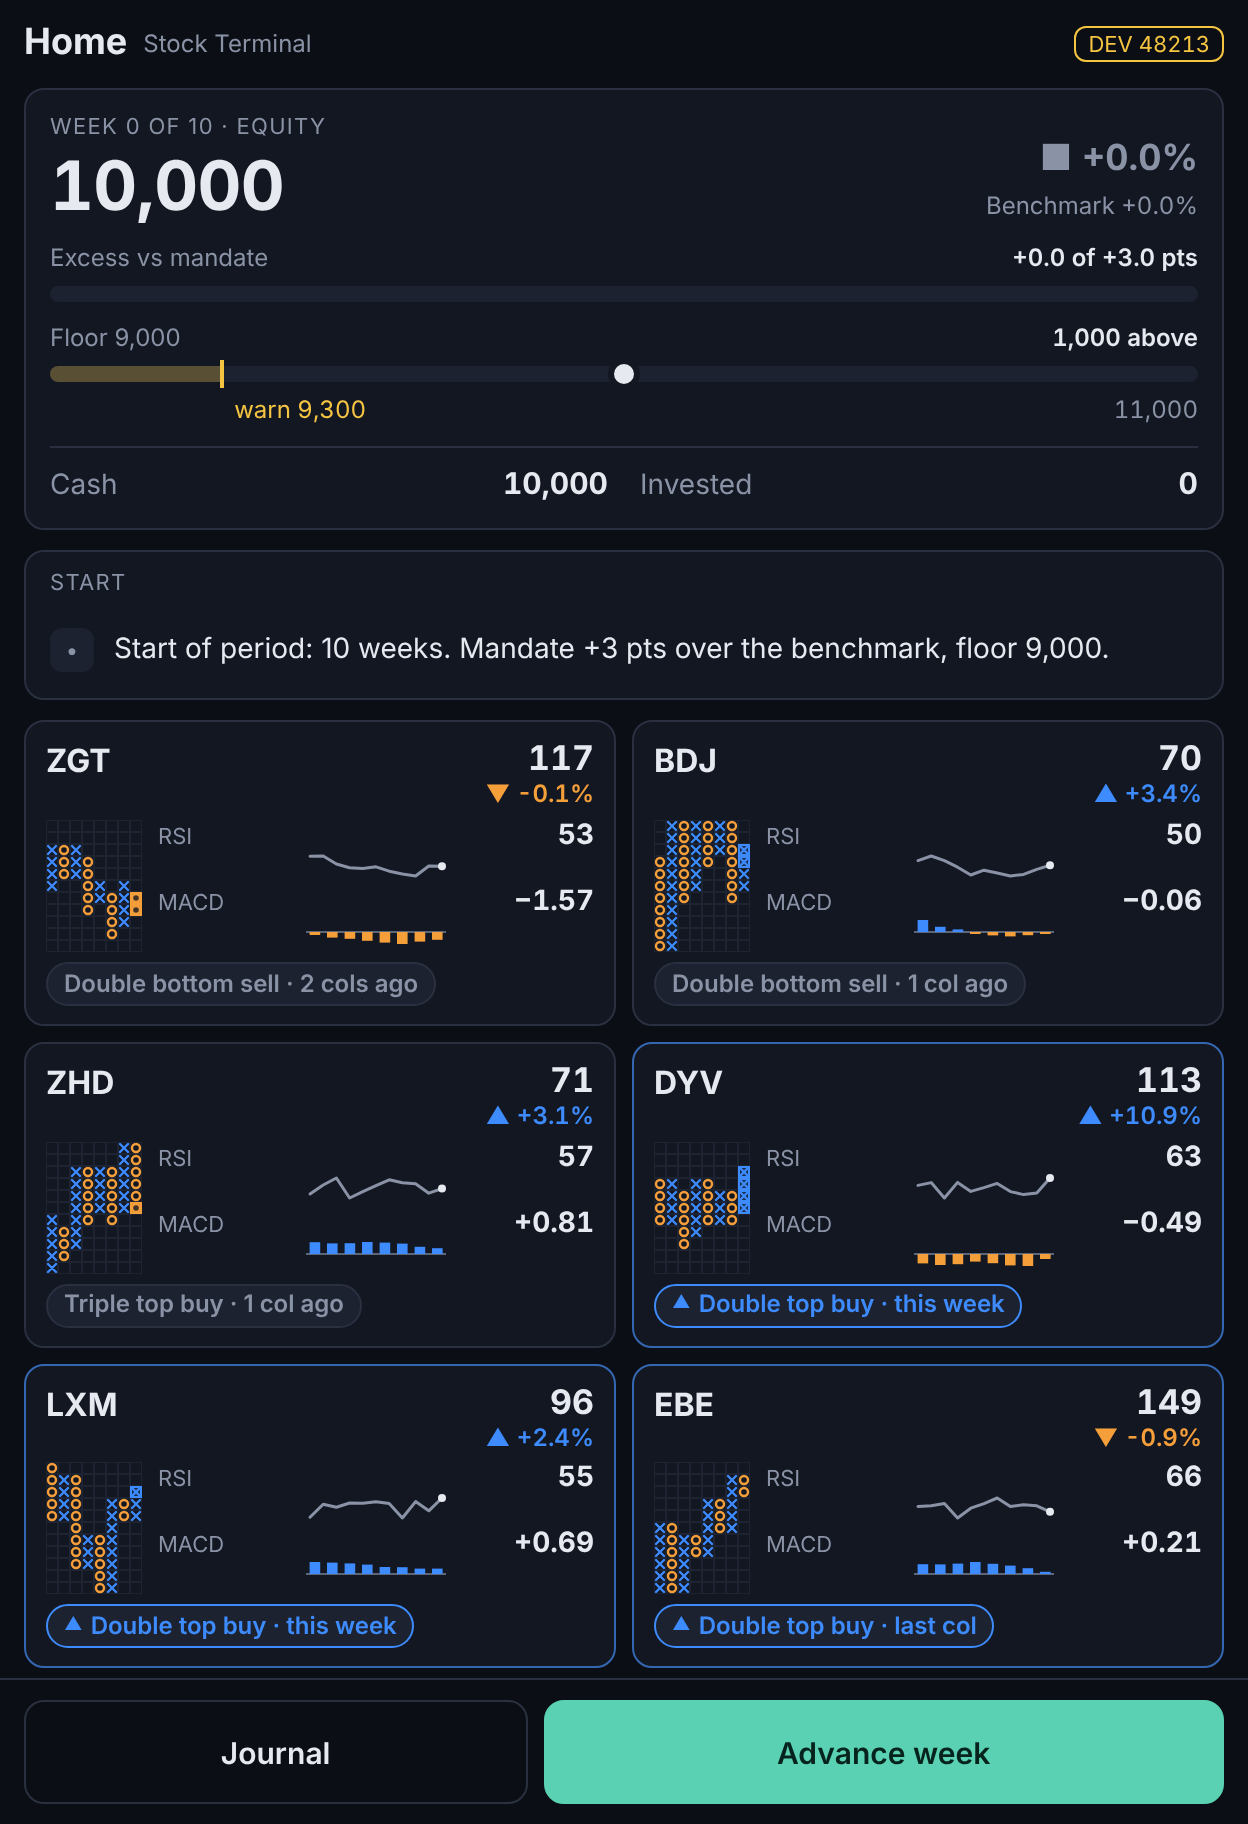 Home Stock Terminal DEV 48213
WEEK 0 OF 10 · EQUITY
10,000
+0.0%
Benchmark +0.0%
Excess vs mandate +0.0 of +3.0 pts
Floor 9,000 1,000 above
warn 9,300 11,000
Cash 10,000 Invested 0
START
Start of period: 10 weeks. Mandate +3 pts over the benchmark, floor 9,000.
ZGT 117
▼ -0.1%
RSI 53
MACD −1.57
Double bottom sell · 2 cols ago
BDJ 70
▲ +3.4%
RSI 50
MACD −0.06
Double bottom sell · 1 col ago
ZHD 71
▲ +3.1%
RSI 57
MACD +0.81
Triple top buy · 1 col ago
DYV 113
▲ +10.9%
RSI 63
MACD −0.49
▲ Double top buy · this week
LXM 96
▲ +2.4%
RSI 55
MACD +0.69
▲ Double top buy · this week
EBE 149
▼ -0.9%
RSI 66
MACD +0.21
▲ Double top buy · last col
Journal Advance week